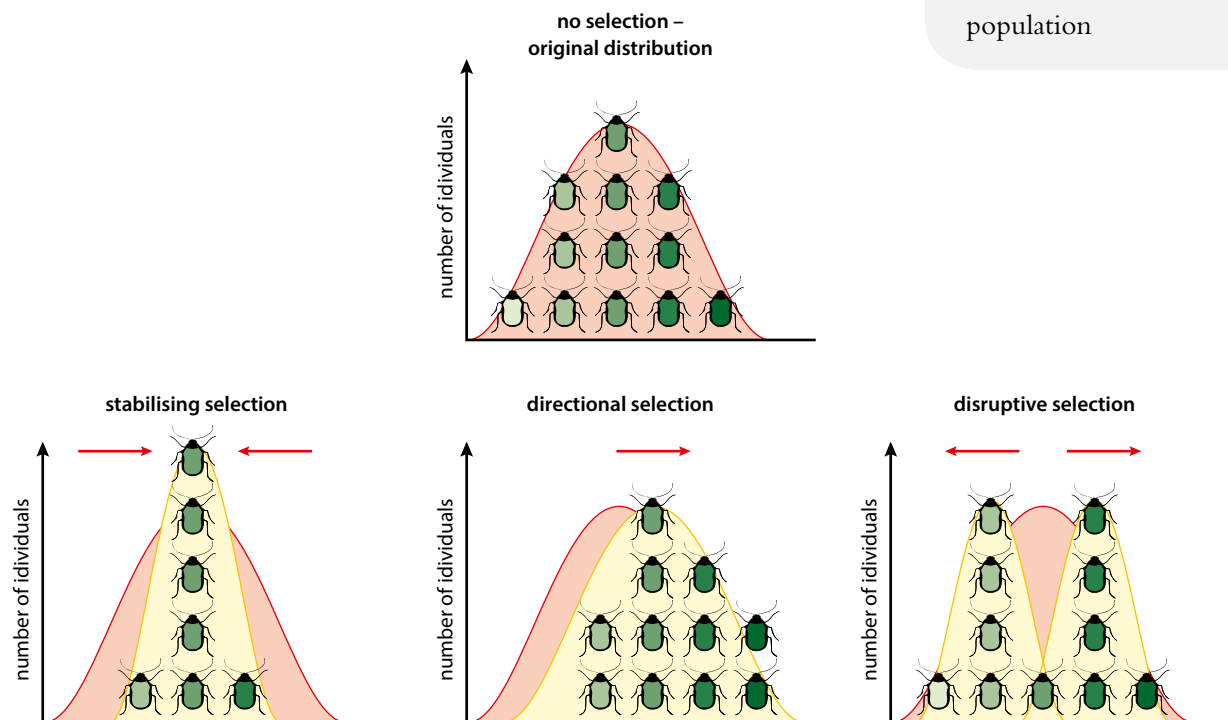 population
no selection –
original distribution
number of idividuals
stabilising selection
directional selection
disruptive selection
number of idividuals
number of idividuals
number of idividuals